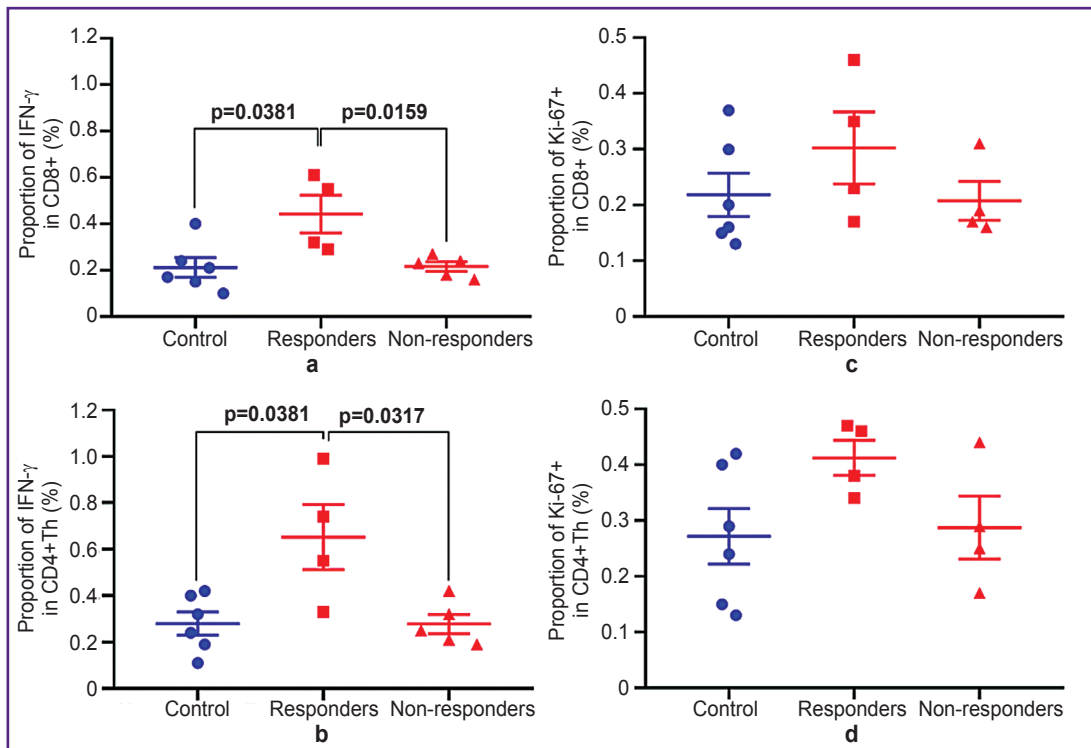 Proportion of IFN-γ
in CD8+ (%)
1.2
1.0
0.8
0.6
0.4
0.2
0
p=0.0381
p=0.0159
Control
Responders
Non-responders
a
Proportion of Ki-67+
in CD8+ (%)
0.5
0.4
0.3
0.2
0.1
0
Control
Responders
Non-responders
c
Proportion of IFN-γ
in CD4+Th (%)
1.2
1.0
0.8
0.6
0.4
0.2
0
p=0.0381
p=0.0317
Control
Responders
Non-responders
b
Proportion of Ki-67+
in CD4+Th (%)
0.5
0.4
0.3
0.2
0.1
0
Control
Responders
Non-responders
d